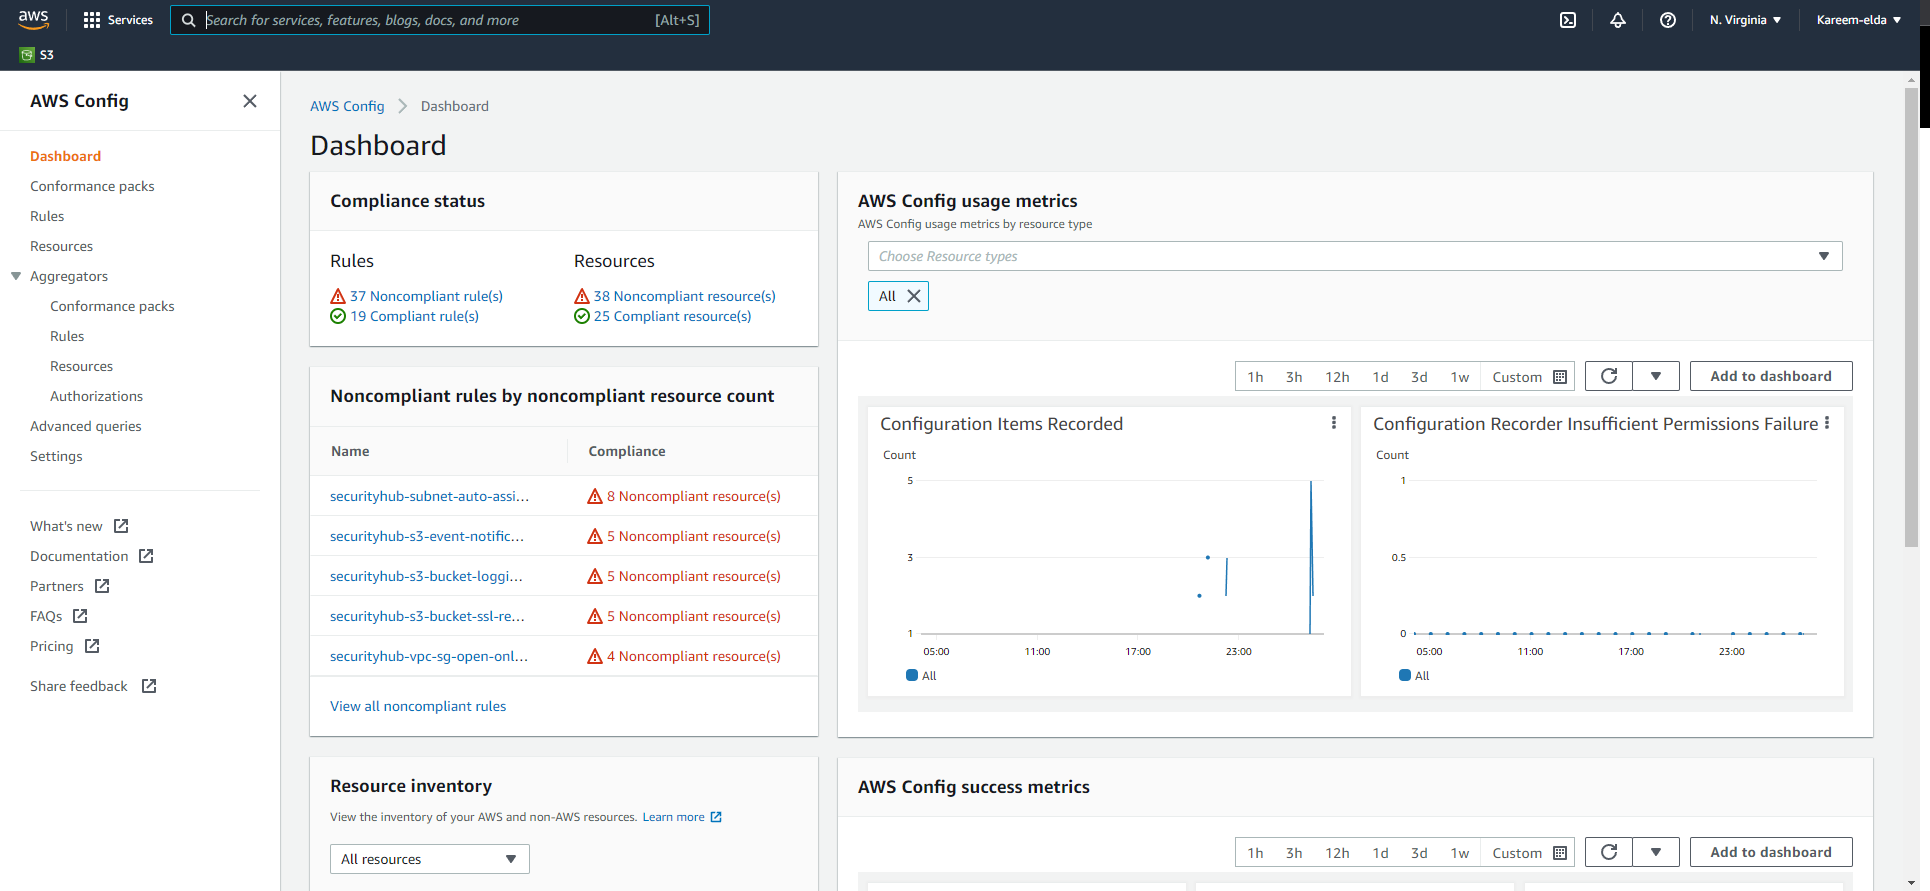 aws
Services
Search for services, features, blogs, docs, and more
[Alt+S]
N. Virginia
Kareem-elda
S3
AWS Config
Dashboard
Conformance packs
Rules
Resources
Aggregators
Conformance packs
Rules
Resources
Authorizations
Advanced queries
Settings
What's new
Documentation
Partners
FAQs
Pricing
Share feedback
AWS Config
Dashboard
Dashboard
Compliance status
Rules
37 Noncompliant rule(s)
19 Compliant rule(s)
Resources
38 Noncompliant resource(s)
25 Compliant resource(s)
Noncompliant rules by noncompliant resource count
Name Compliance
securityhub-subnet-auto-assi... 8 Noncompliant resource(s)
securityhub-s3-event-notific... 5 Noncompliant resource(s)
securityhub-s3-bucket-loggi... 5 Noncompliant resource(s)
securityhub-s3-bucket-ssl-re... 5 Noncompliant resource(s)
securityhub-vpc-sg-open-onl... 4 Noncompliant resource(s)
View all noncompliant rules
Resource inventory
View the inventory of your AWS and non-AWS resources. Learn more
All resources
AWS Config usage metrics
AWS Config usage metrics by resource type
Choose Resource types
All
1h 3h 12h 1d 3d 1w Custom
Add to dashboard
Configuration Items Recorded
Count
5
3
1
05:00 11:00 17:00 23:00
All
Configuration Recorder Insufficient Permissions Failure
Count
1
0.5
0
05:00 11:00 17:00 23:00
All
AWS Config success metrics
1h 3h 12h 1d 3d 1w Custom
Add to dashboard